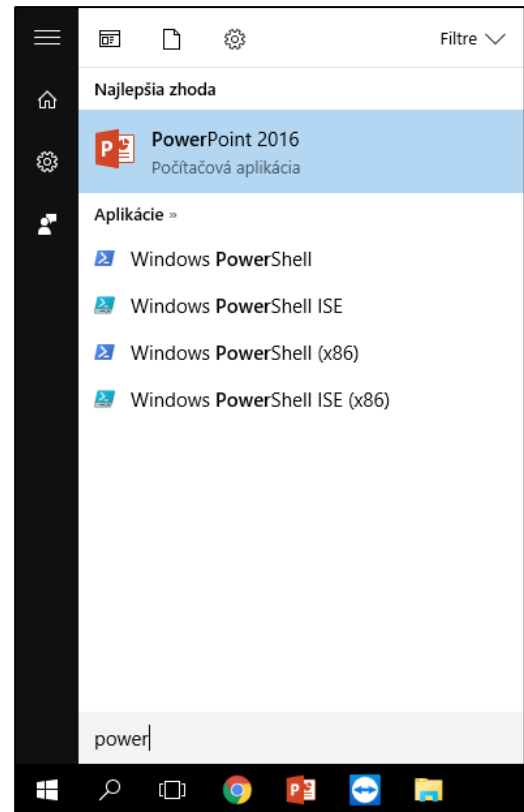 Filtre
Najlepšia zhoda
PowerPoint 2016
Počítačová aplikácia
Aplikácie »
Windows PowerShell
Windows PowerShell ISE
Windows PowerShell (x86)
Windows PowerShell ISE (x86)
power